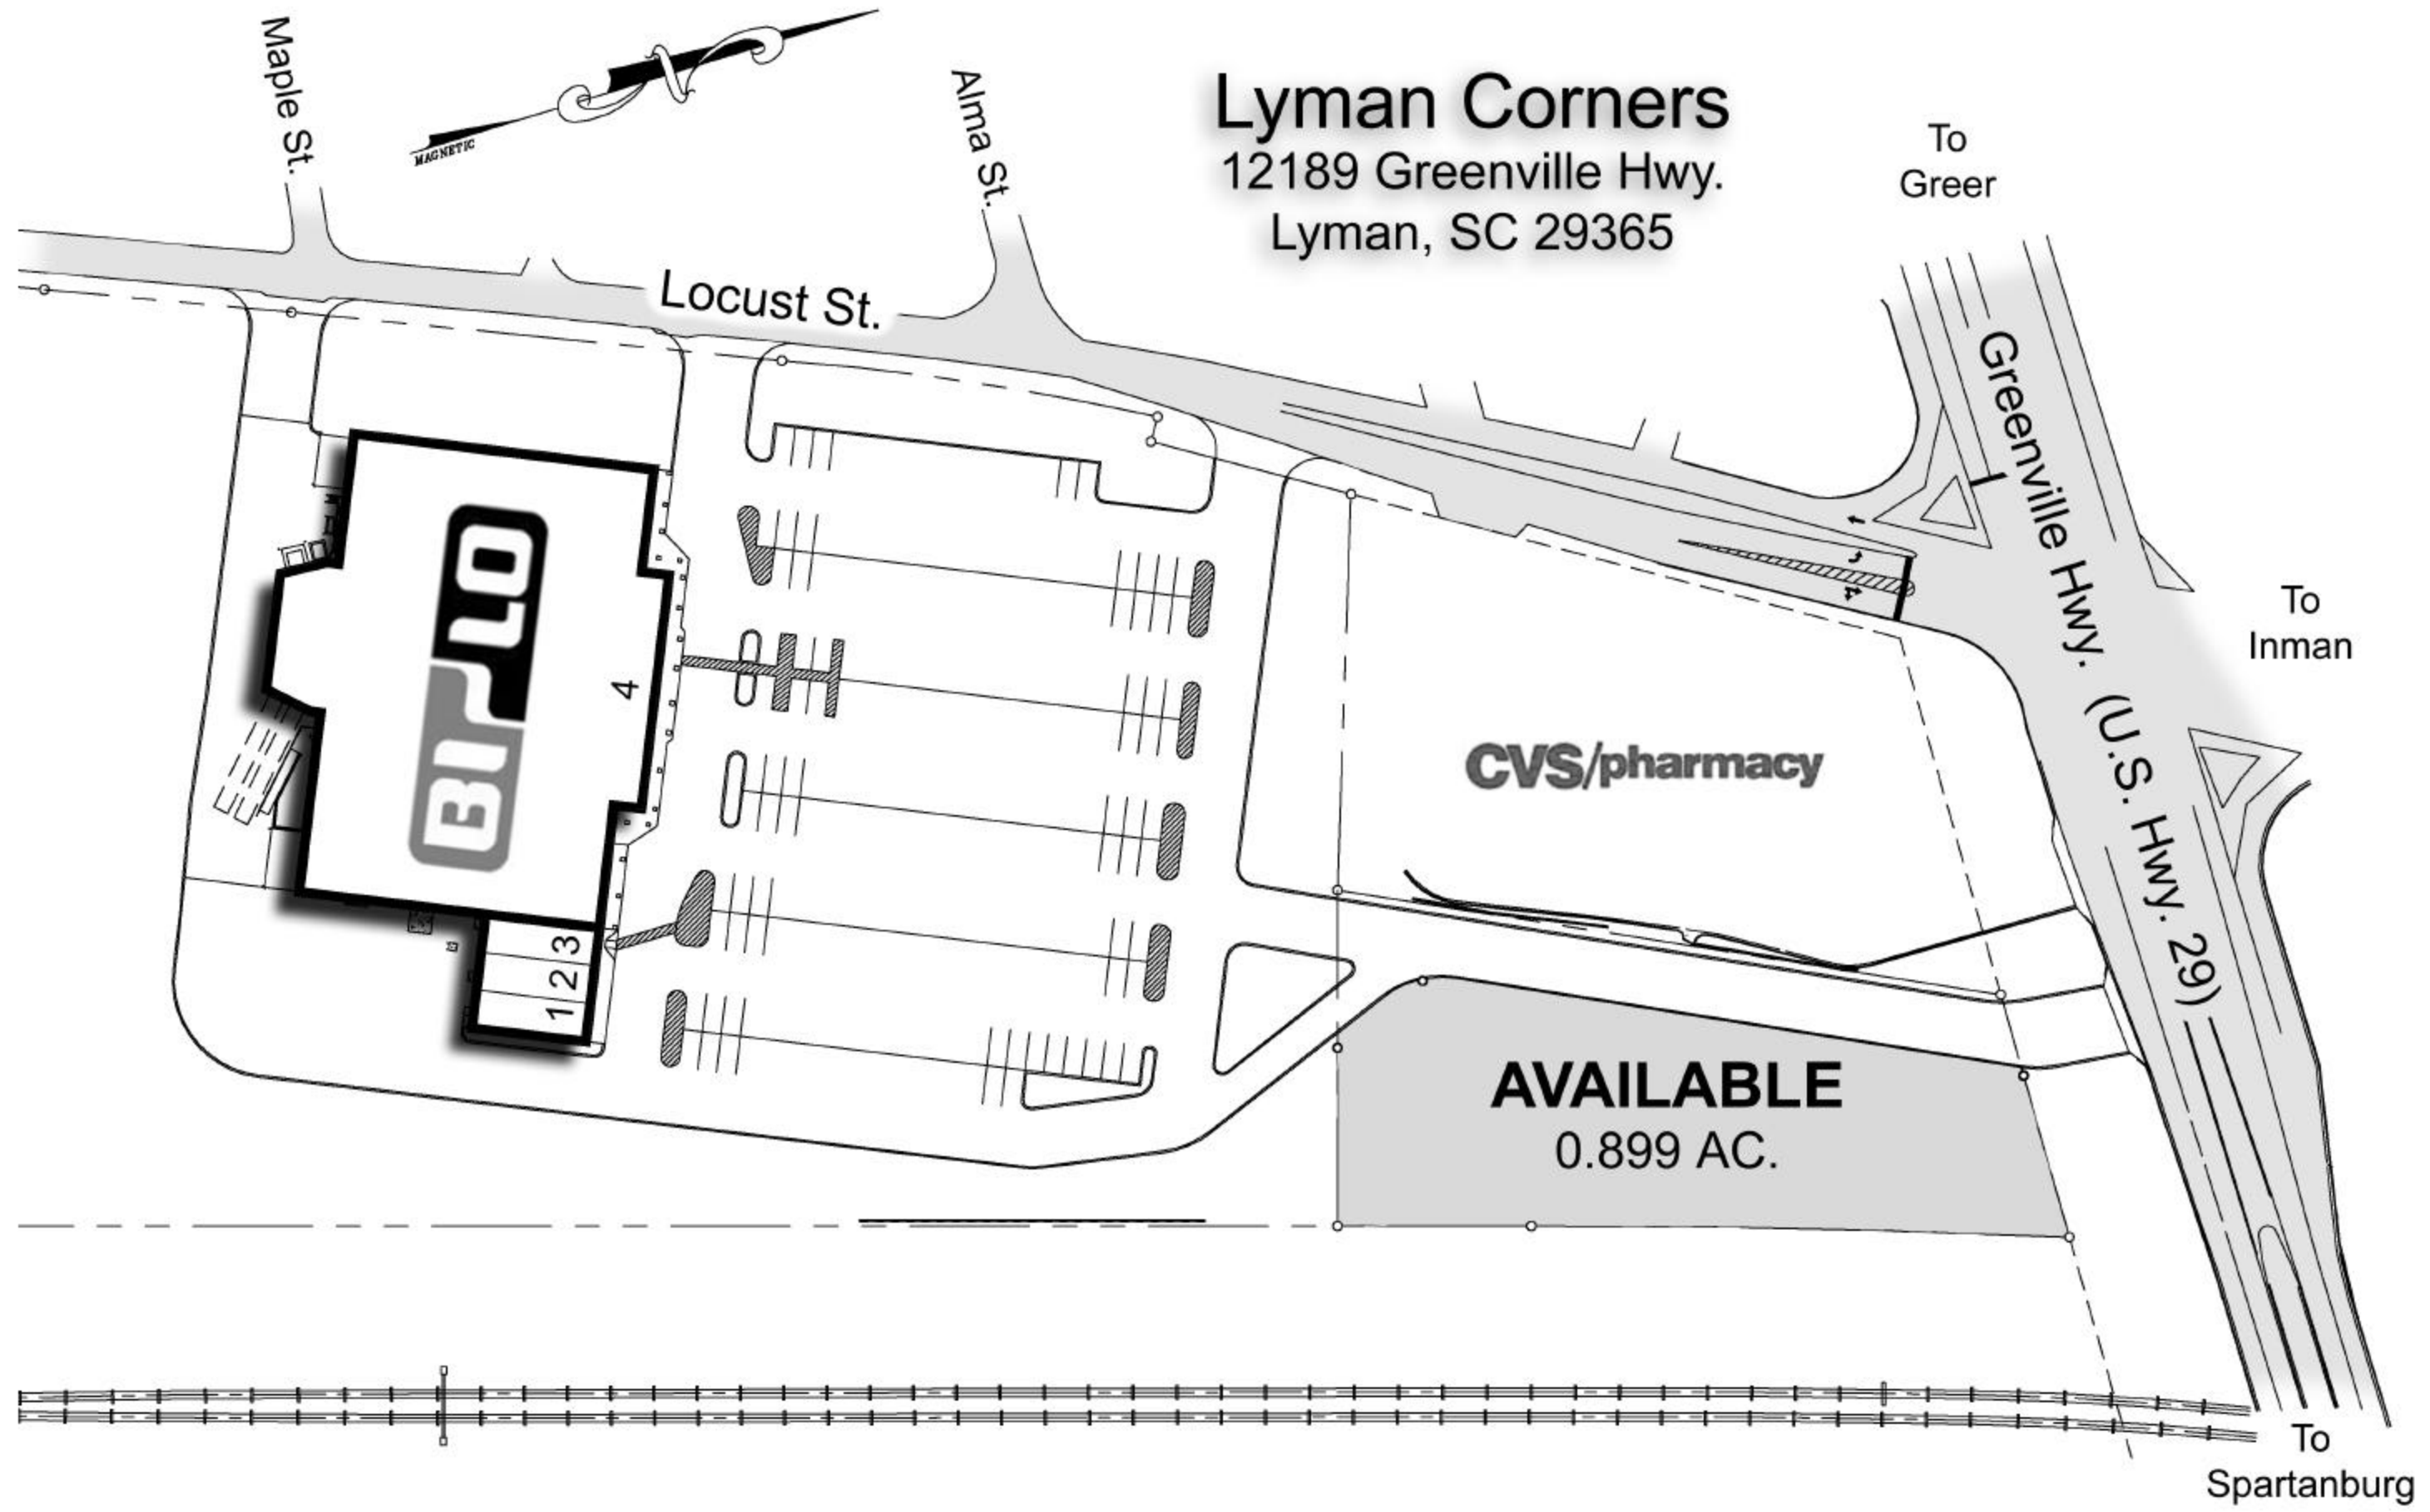 Maple St.
N
MAGNETIC
Alma St.
Lyman Corners
12189 Greenville Hwy.
Lyman, SC 29365
To
Greer
Locust St.
Greenville Hwy. (U.S. Hwy. 29)
To
Inman
BI-LO
4
CVS/pharmacy
3
2
1
AVAILABLE
0.899 AC.
To
Spartanburg